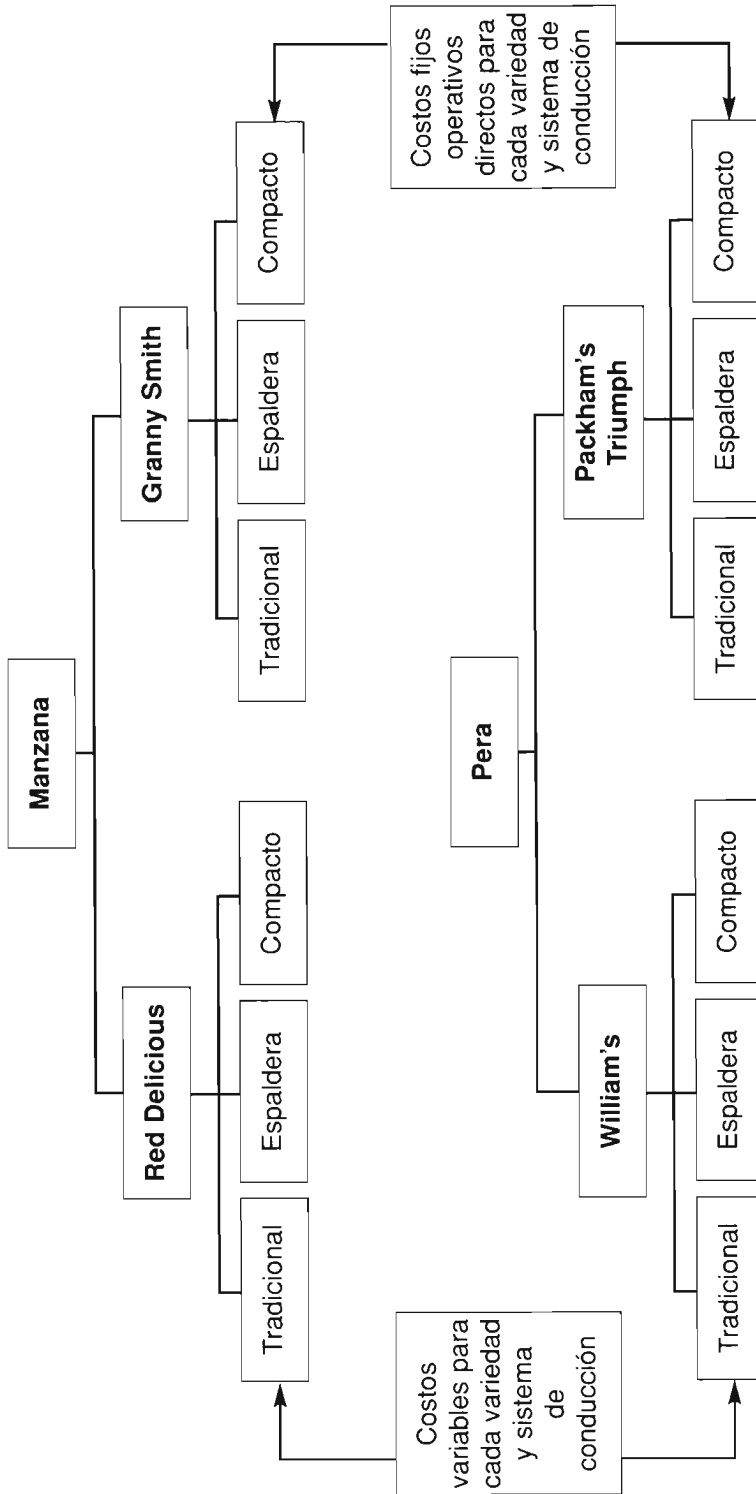 Manzana
Red Delicious
Granny Smith
Tradicional
Espaldera
Compacto
Tradicional
Espaldera
Compacto
Costos
variables para
cada variedad
y sistema
de
conducción
Costos fijos
operativos
directos para
cada variedad
y sistema de
conducción
Pera
William's
Packham's
Triumph
Tradicional
Espaldera
Compacto
Tradicional
Espaldera
Compacto